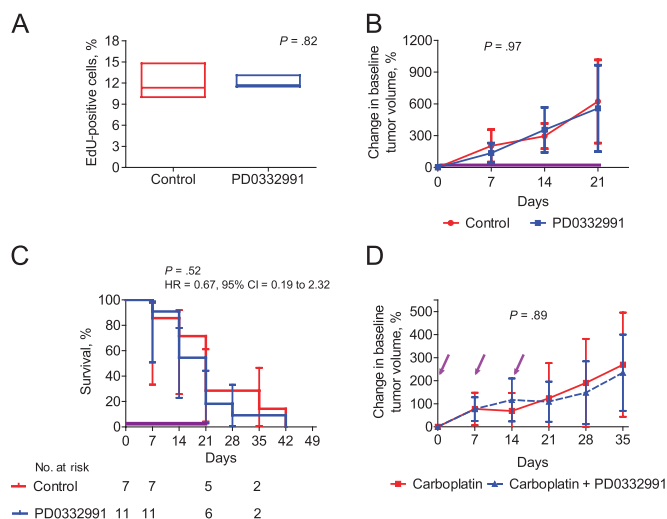 A
P = .82
EdU-positive cells, %
18
15
12
9
6
3
0
Control
PD0332991
B
P = .97
Change in baseline
tumor volume, %
1200
900
600
300
0
0 7 14 21
Days
Control
PD0332991
C
P = .52
HR = 0.67, 95% CI = 0.19 to 2.32
Survival, %
100
80
60
40
20
0
0 7 14 21 28 35 42 49
Days
No. at risk
Control 7 7 5 2
PD0332991 11 11 6 2
D
P = .89
Change in baseline
tumor volume, %
500
400
300
200
100
0
0 7 14 21 28 35
Days
Carboplatin
Carboplatin + PD0332991